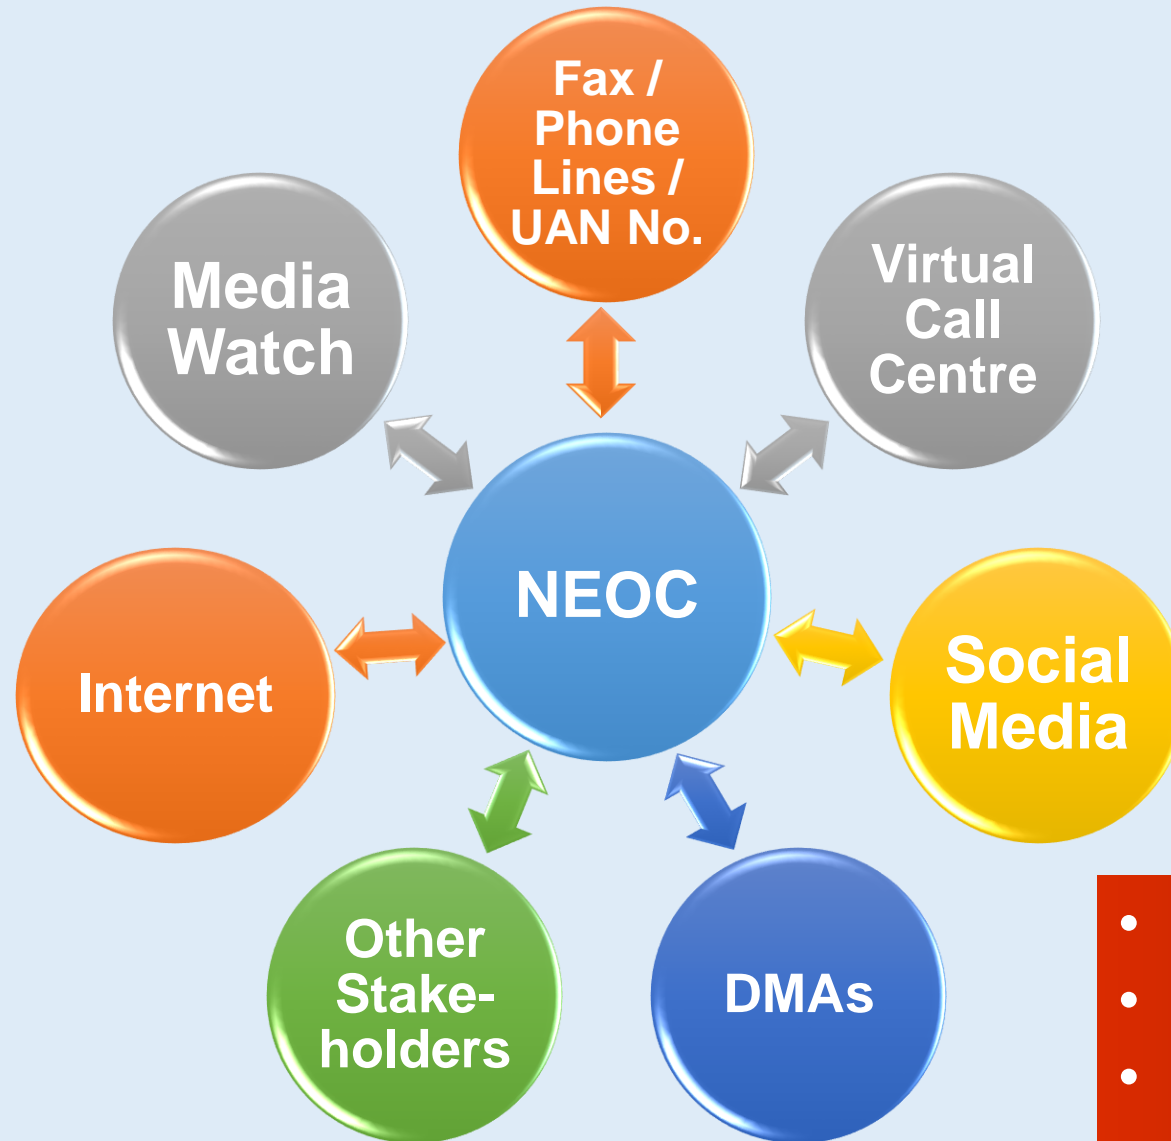 Fax /
Phone
Lines /
UAN No.
Media
Watch
Virtual
Call
Centre
NEOC
Internet
Social
Media
Other
Stake-
holders
DMAs
•
•
•